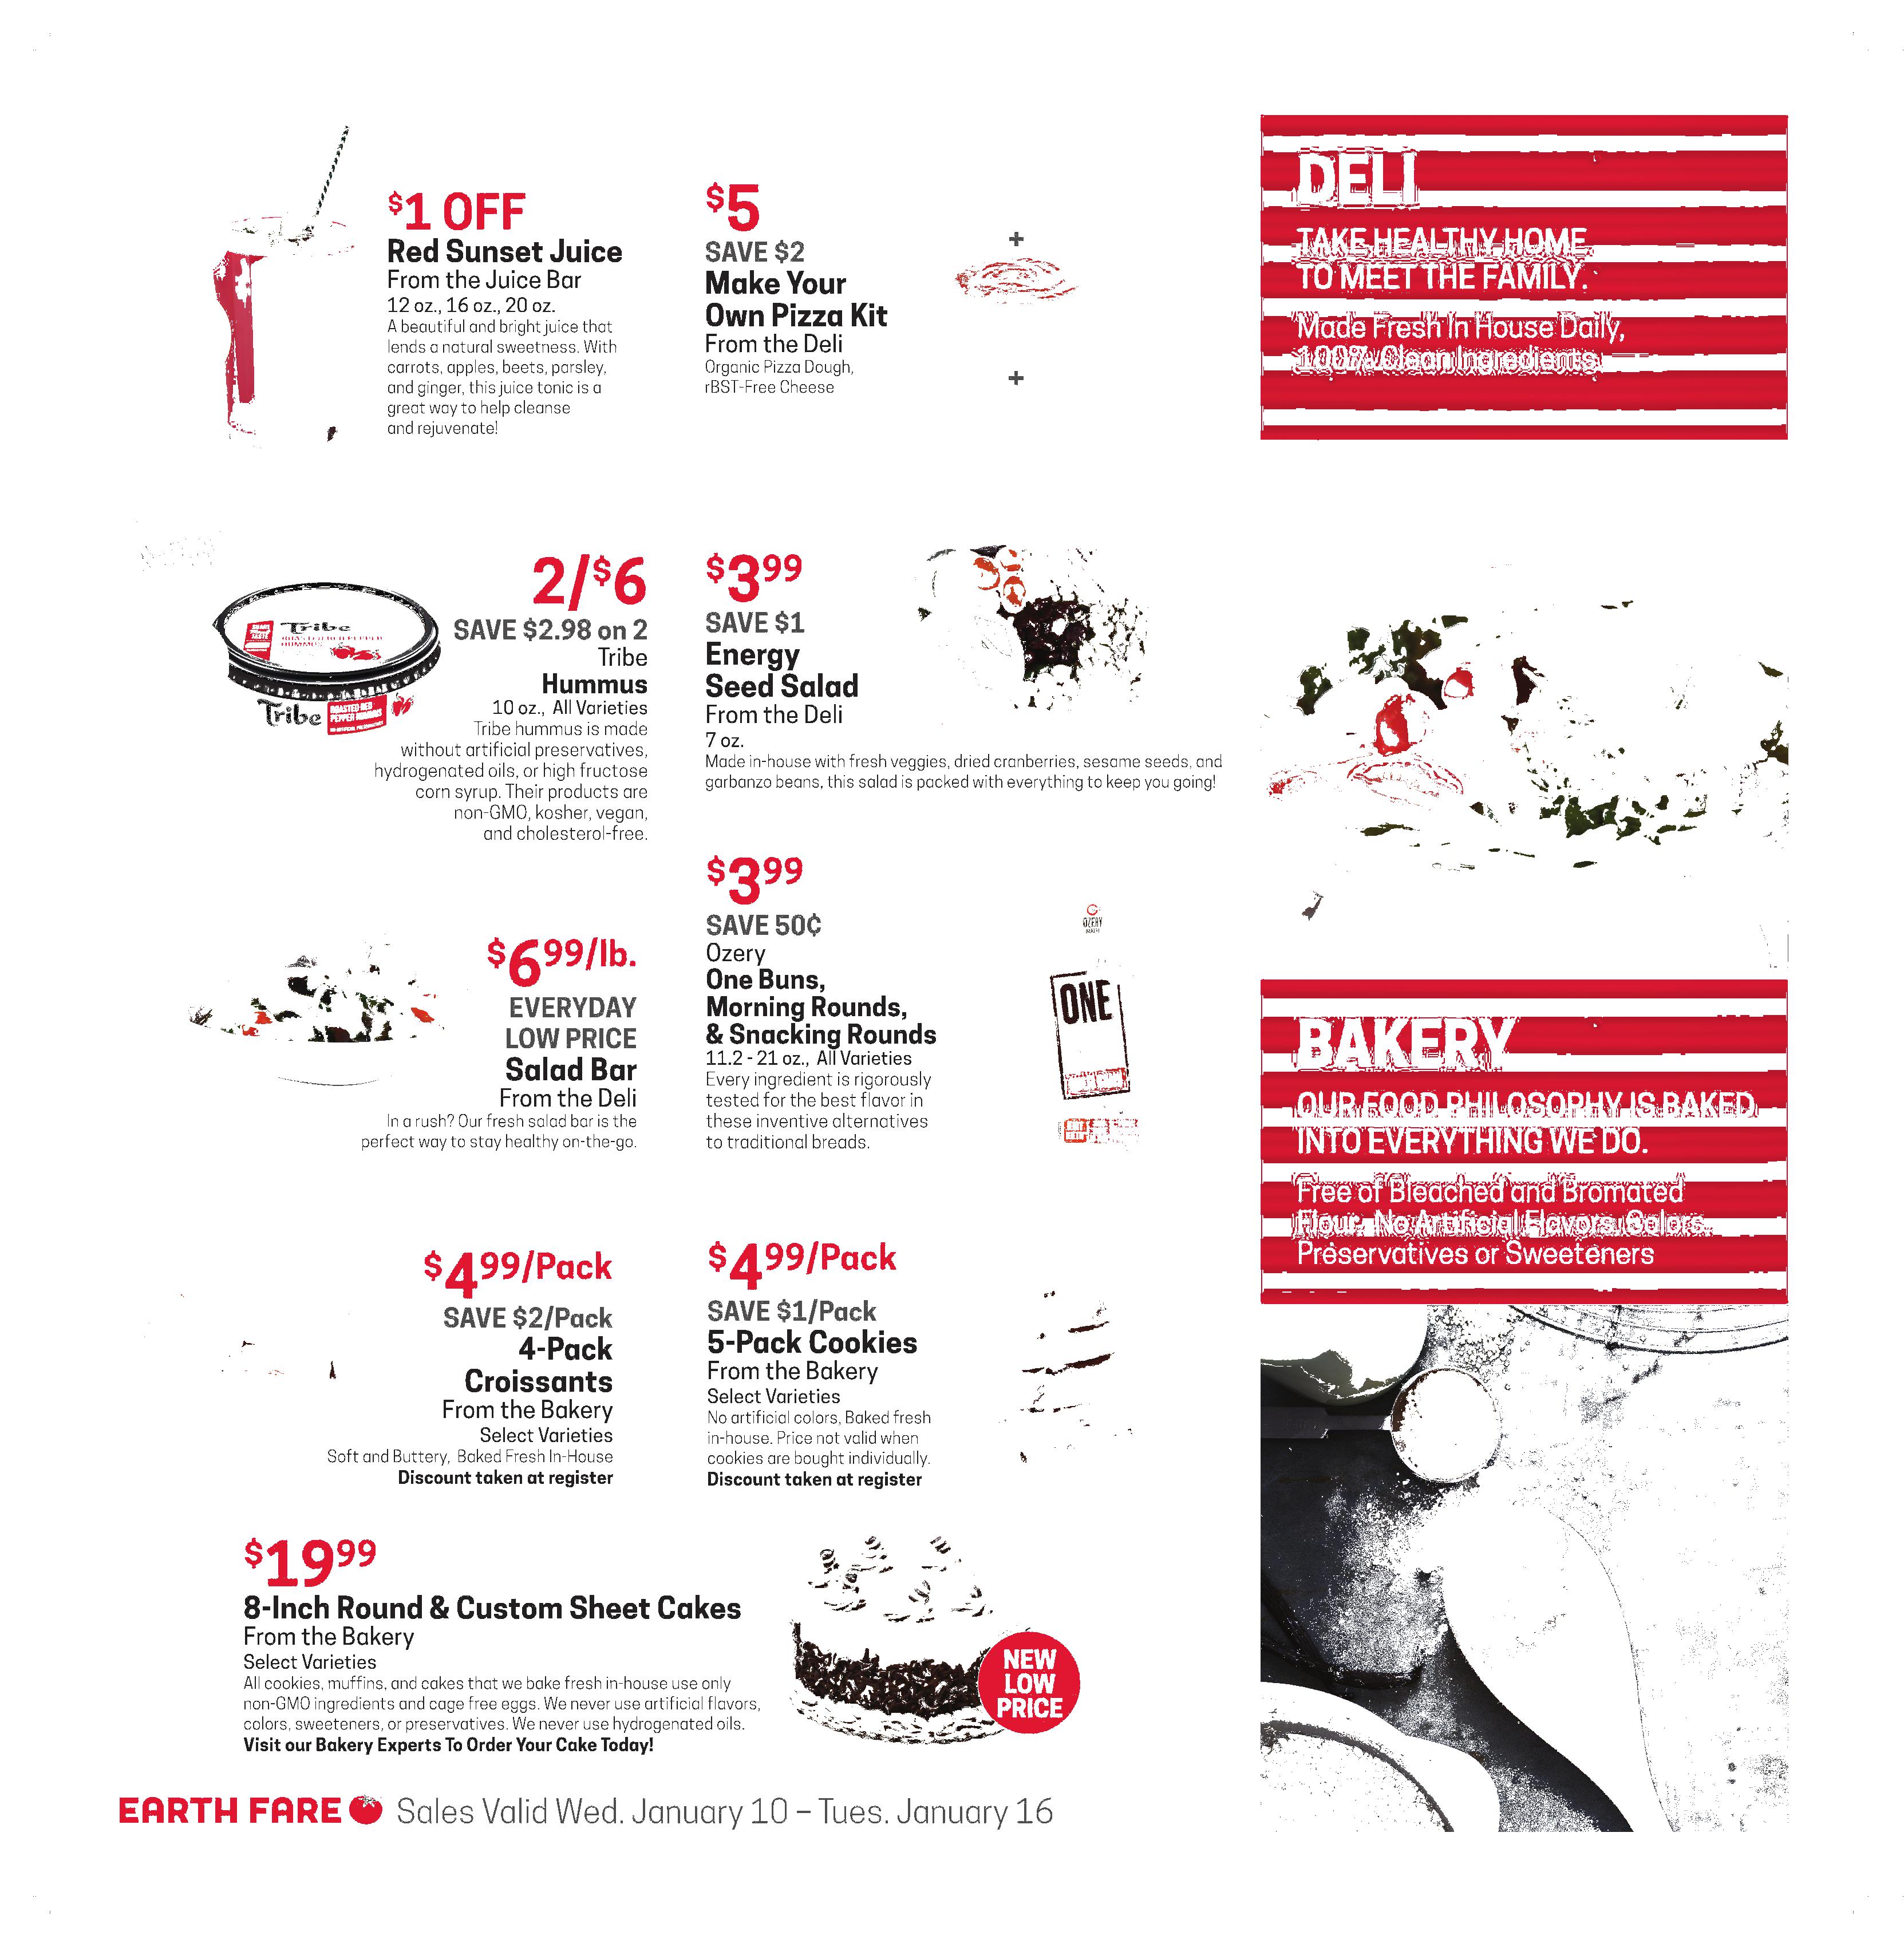 $1 OFF
Red Sunset Juice
From the Juice Bar
12 oz., 16 oz., 20 oz.
A beautiful and bright juice that
lends a natural sweetness. With
carrots, apples, beets, parsley,
and ginger, this juice tonic is a
great way to help cleanse
and rejuvenate!
$5
SAVE $2
Make Your
Own Pizza Kit
From the Deli
Organic Pizza Dough,
rBST-Free Cheese
+
+
DELI
TAKE HEALTHY HOME
TO MEET THE FAMILY.
Made Fresh In House Daily,
100% Clean Ingredients
2/$6
SAVE $2.98 on 2
Tribe
Hummus
10 oz., All Varieties
Tribe hummus is made
without artificial preservatives,
hydrogenated oils, or high fructose
corn syrup. Their products are
non-GMO, kosher, vegan,
and cholesterol-free.
Tribe
ROASTED RED PEPPER
HUMMUS
Tribe
ROASTED RED
PEPPER HUMMUS
$3.99
SAVE $1
Energy
Seed Salad
From the Deli
7 oz.
Made in-house with fresh veggies, dried cranberries, sesame seeds, and
garbanzo beans, this salad is packed with everything to keep you going!
$6.99/lb.
EVERYDAY
LOW PRICE
Salad Bar
From the Deli
In a rush? Our fresh salad bar is the
perfect way to stay healthy on-the-go.
$3.99
SAVE 50¢
Ozery
One Buns,
Morning Rounds,
& Snacking Rounds
11.2 - 21 oz., All Varieties
Every ingredient is rigorously
tested for the best flavor in
these inventive alternatives
to traditional breads.
OZERY
ONE
BAKERY
OUR FOOD PHILOSOPHY IS BAKED
INTO EVERYTHING WE DO.
Free of Bleached and Bromated
Flour, No Artificial Flavors, Colors,
Preservatives or Sweeteners
$4.99/Pack
SAVE $2/Pack
4-Pack
Croissants
From the Bakery
Select Varieties
Soft and Buttery, Baked Fresh In-House
Discount taken at register
$4.99/Pack
SAVE $1/Pack
5-Pack Cookies
From the Bakery
Select Varieties
No artificial colors, Baked fresh
in-house. Price not valid when
cookies are bought individually.
Discount taken at register
$19.99
8-Inch Round & Custom Sheet Cakes
From the Bakery
Select Varieties
All cookies, muffins, and cakes that we bake fresh in-house use only
non-GMO ingredients and cage free eggs. We never use artificial flavors,
colors, sweeteners, or preservatives. We never use hydrogenated oils.
Visit our Bakery Experts To Order Your Cake Today!
NEW
LOW
PRICE
EARTH FARE Sales Valid Wed. January 10 – Tues. January 16